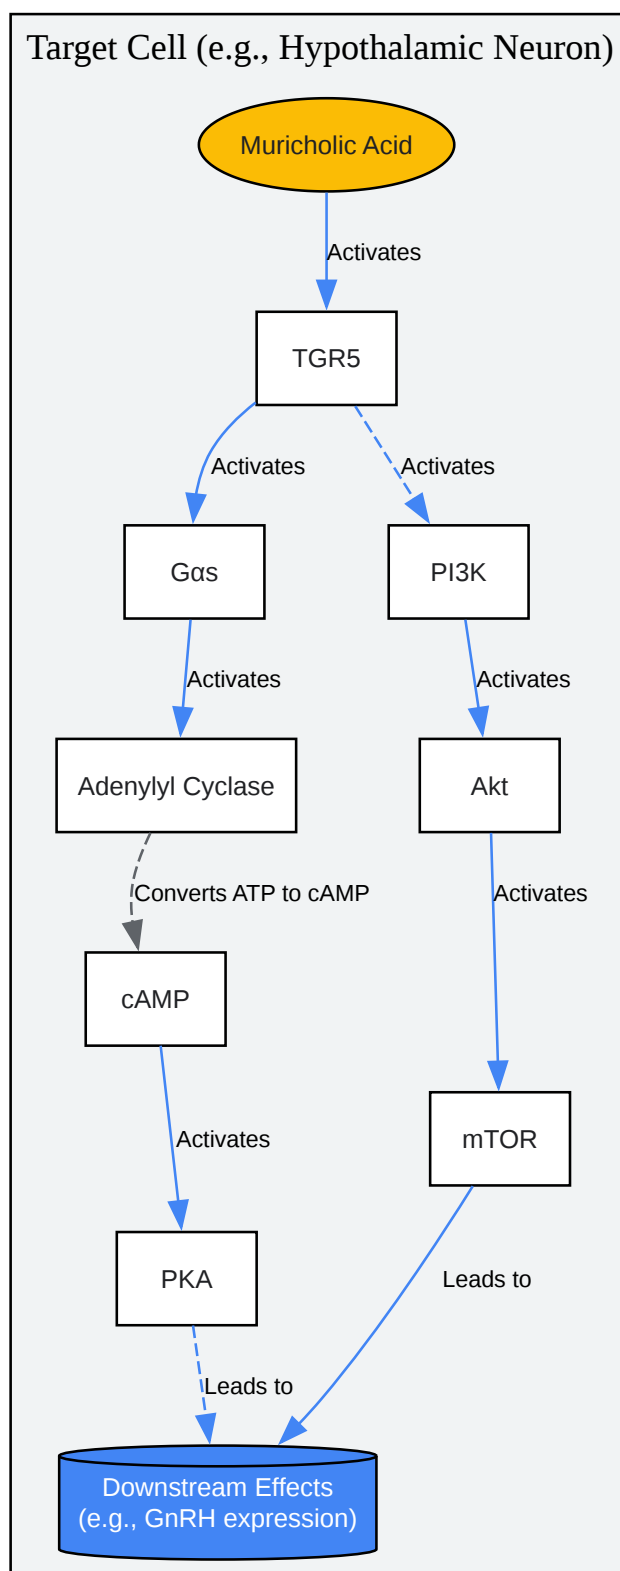 Target Cell (e.g., Hypothalamic Neuron)
Muricholic Acid
Activates
TGR5
Activates
Activates
Gαs
PI3K
Activates
Activates
Adenylyl Cyclase
Akt
Converts ATP to cAMP
Activates
cAMP
mTOR
Activates
PKA
Leads to
Leads to
Downstream Effects
(e.g., GnRH expression)